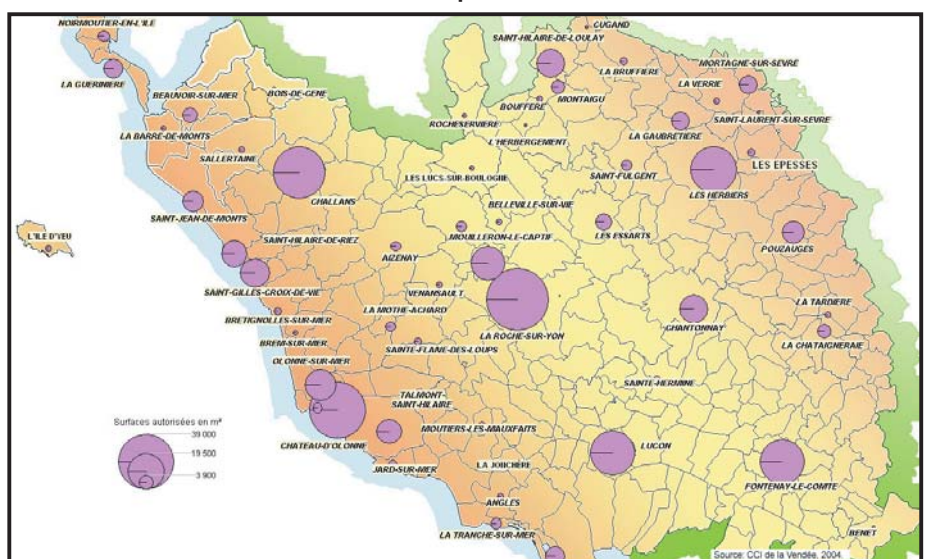 NOIRMOUTIER-EN-L'ILE
CUGAND
SAINT-HILAIRE-DE-LOULAY
LA GUERINIERE
LA BRUFFIERE
MORTAGNE-SUR-SEVRE
LA VERRIE
BEAUVOIR-SUR-MER
BOIS-DE-CENE
MONTAIGU
BOUFFERE
SAINT-LAURENT-SUR-SEVRE
ROCHESERVIERE
LA BARRE-DE-MONTS
LA GAUBRETIERE
L'HERBERGEMENT
SALLERTAINE
LES EPESSES
LES LUCS-SUR-BOULOGNE
SAINT-FULGENT
LES HERBIERS
CHALLANS
BELLEVILLE-SUR-VIE
SAINT-JEAN-DE-MONTS
L'ILE D'YEU
SAINT-HILAIRE-DE-RIEZ
MOUILLERON-LE-CAPTIF
LES ESSARTS
POUZAUGES
AIZENAY
SAINT-GILLES-CROIX-DE-VIE
VENANSAULT
LA TARDIERE
BRETIGNOLLES-SUR-MER
LA MOTHE-ACHARD
LA ROCHE-SUR-YON
CHANTONNAY
BREM-SUR-MER
SAINTE-FLAIVE-DES-LOUPS
LA CHATAIGNERAIE
OLONNE-SUR-MER
SAINTE-HERMINE
TALMONT-
SAINT-HILAIRE
Surfaces autorisées en m²
39 000
19 500
3 900
MOUTIERS-LES-MAUXFAITS
CHATEAU-D'OLONNE
LUCON
LA JONCHERE
JARD-SUR-MER
FONTENAY-LE-COMTE
ANGLES
LA TRANCHE-SUR-MER
BENET
Source: CCI de la Vendée, 2004.